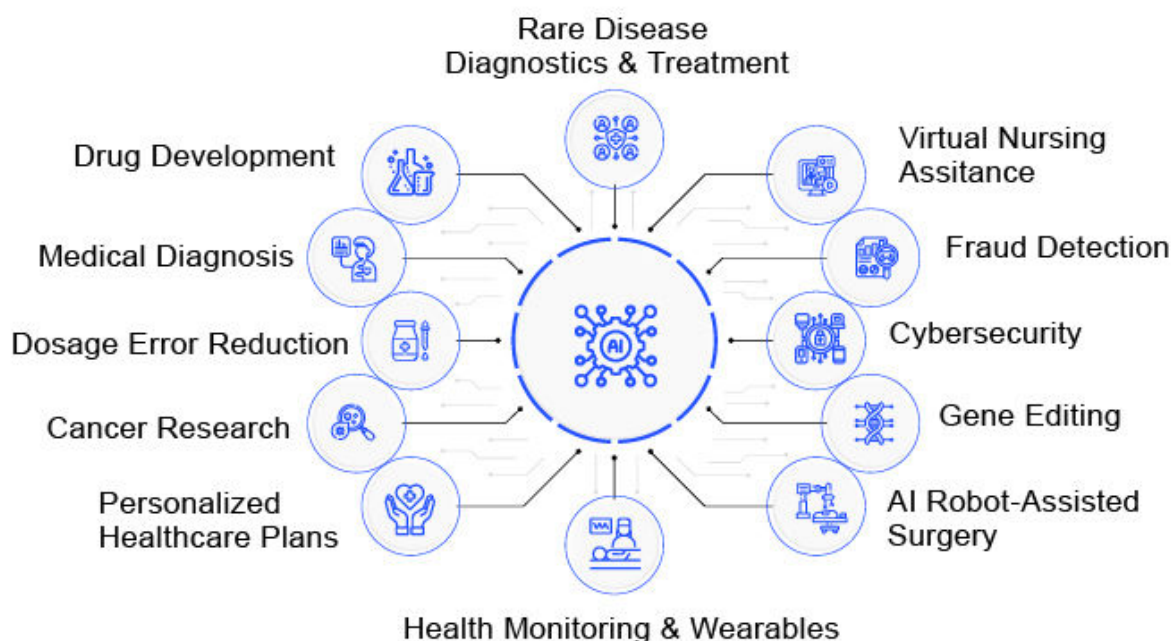 Rare Disease
Diagnostics & Treatment
Drug Development
Virtual Nursing
Assitance
Medical Diagnosis
Fraud Detection
Dosage Error Reduction
AI
Cybersecurity
Cancer Research
Gene Editing
Personalized
Healthcare Plans
AI Robot-Assisted
Surgery
Health Monitoring & Wearables